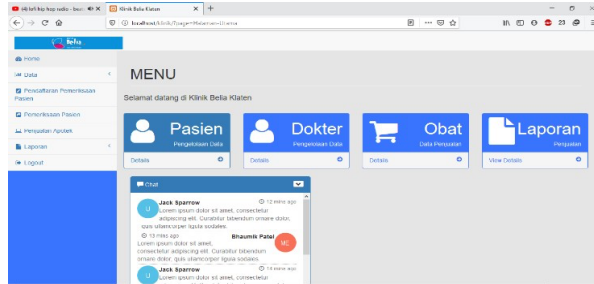 Klinik Bella Klaten
localhost/klinik/?page=Halaman-Utama
23
Bella
Home
Data
Pendaftaran Pemeriksaan
Pasien
Pemeriksaan Pasien
Penjualan Apotek
Laporan
Logout
MENU
Selamat datang di Klinik Bella Klaten
Pasien
Pengelolaan Data
Details
Dokter
Pengelolaan Data
Details
Obat
Data Penjualan
Details
Laporan
Penjualan
View Details
Chat
Jack Sparrow
12 mins ago
Lorem ipsum dolor sit amet, consectetur
adipiscing elit. Curabitur bibendum ornare dolor,
quis ullamcorper ligula sodales.
13 mins ago
Bhaumik Patel
Lorem ipsum dolor sit amet,
consectetur adipiscing elit. Curabitur bibendum
ornare dolor, quis ullamcorper ligula sodales.
Jack Sparrow
Lorem ipsum dolor sit amet, consectetur
U
ME
U